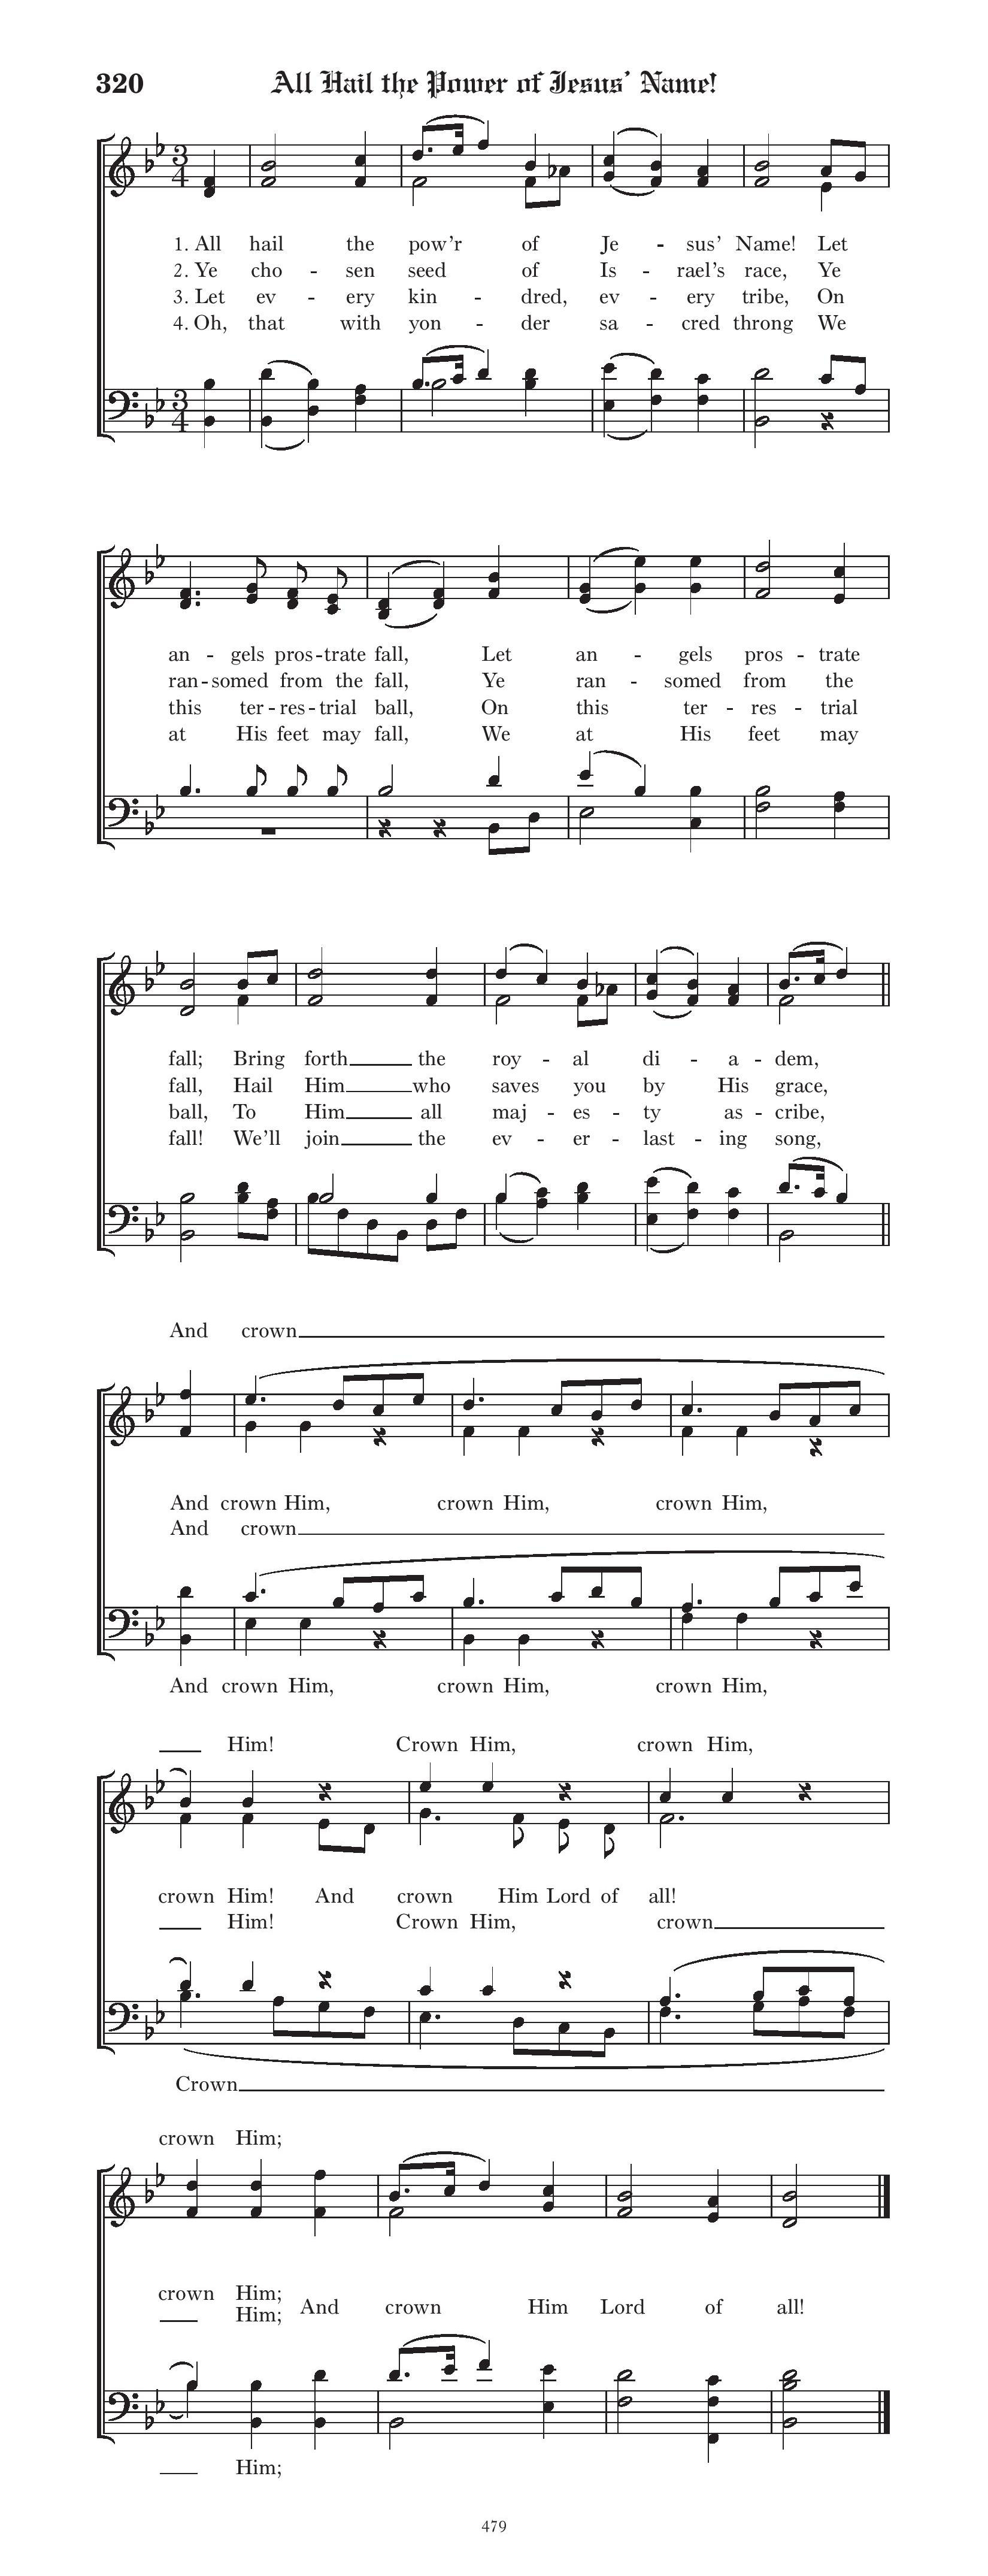 320 All Hail the Power of Jesus' Name!
1. All hail the pow'r of Je - sus' Name! Let
2. Ye cho - sen seed of Is - rael's race, Ye
3. Let ev - ery kin - dred, ev - ery tribe, On
4. Oh, that with yon - der sa - cred throng We
an - gels pros - trate fall, Let an - gels pros - trate
ran - somed from the fall, Ye ran - somed from the
this ter - res - trial ball, On this ter - res - trial
at His feet may fall, We at His feet may
fall; Bring forth the roy - al di - a - dem,
fall, Hail Him who saves you by His grace,
ball, To Him all maj - es - ty as - cribe,
fall! We'll join the ev - er - last - ing song,
And crown
And crown Him, crown Him, crown Him,
And crown
And crown Him, crown Him, crown Him,
Him! Crown Him, crown Him,
crown Him! And crown Him Lord of all!
Him! Crown Him, crown
Crown
crown Him;
crown Him;
Him; And crown Him Lord of all!
Him;
479